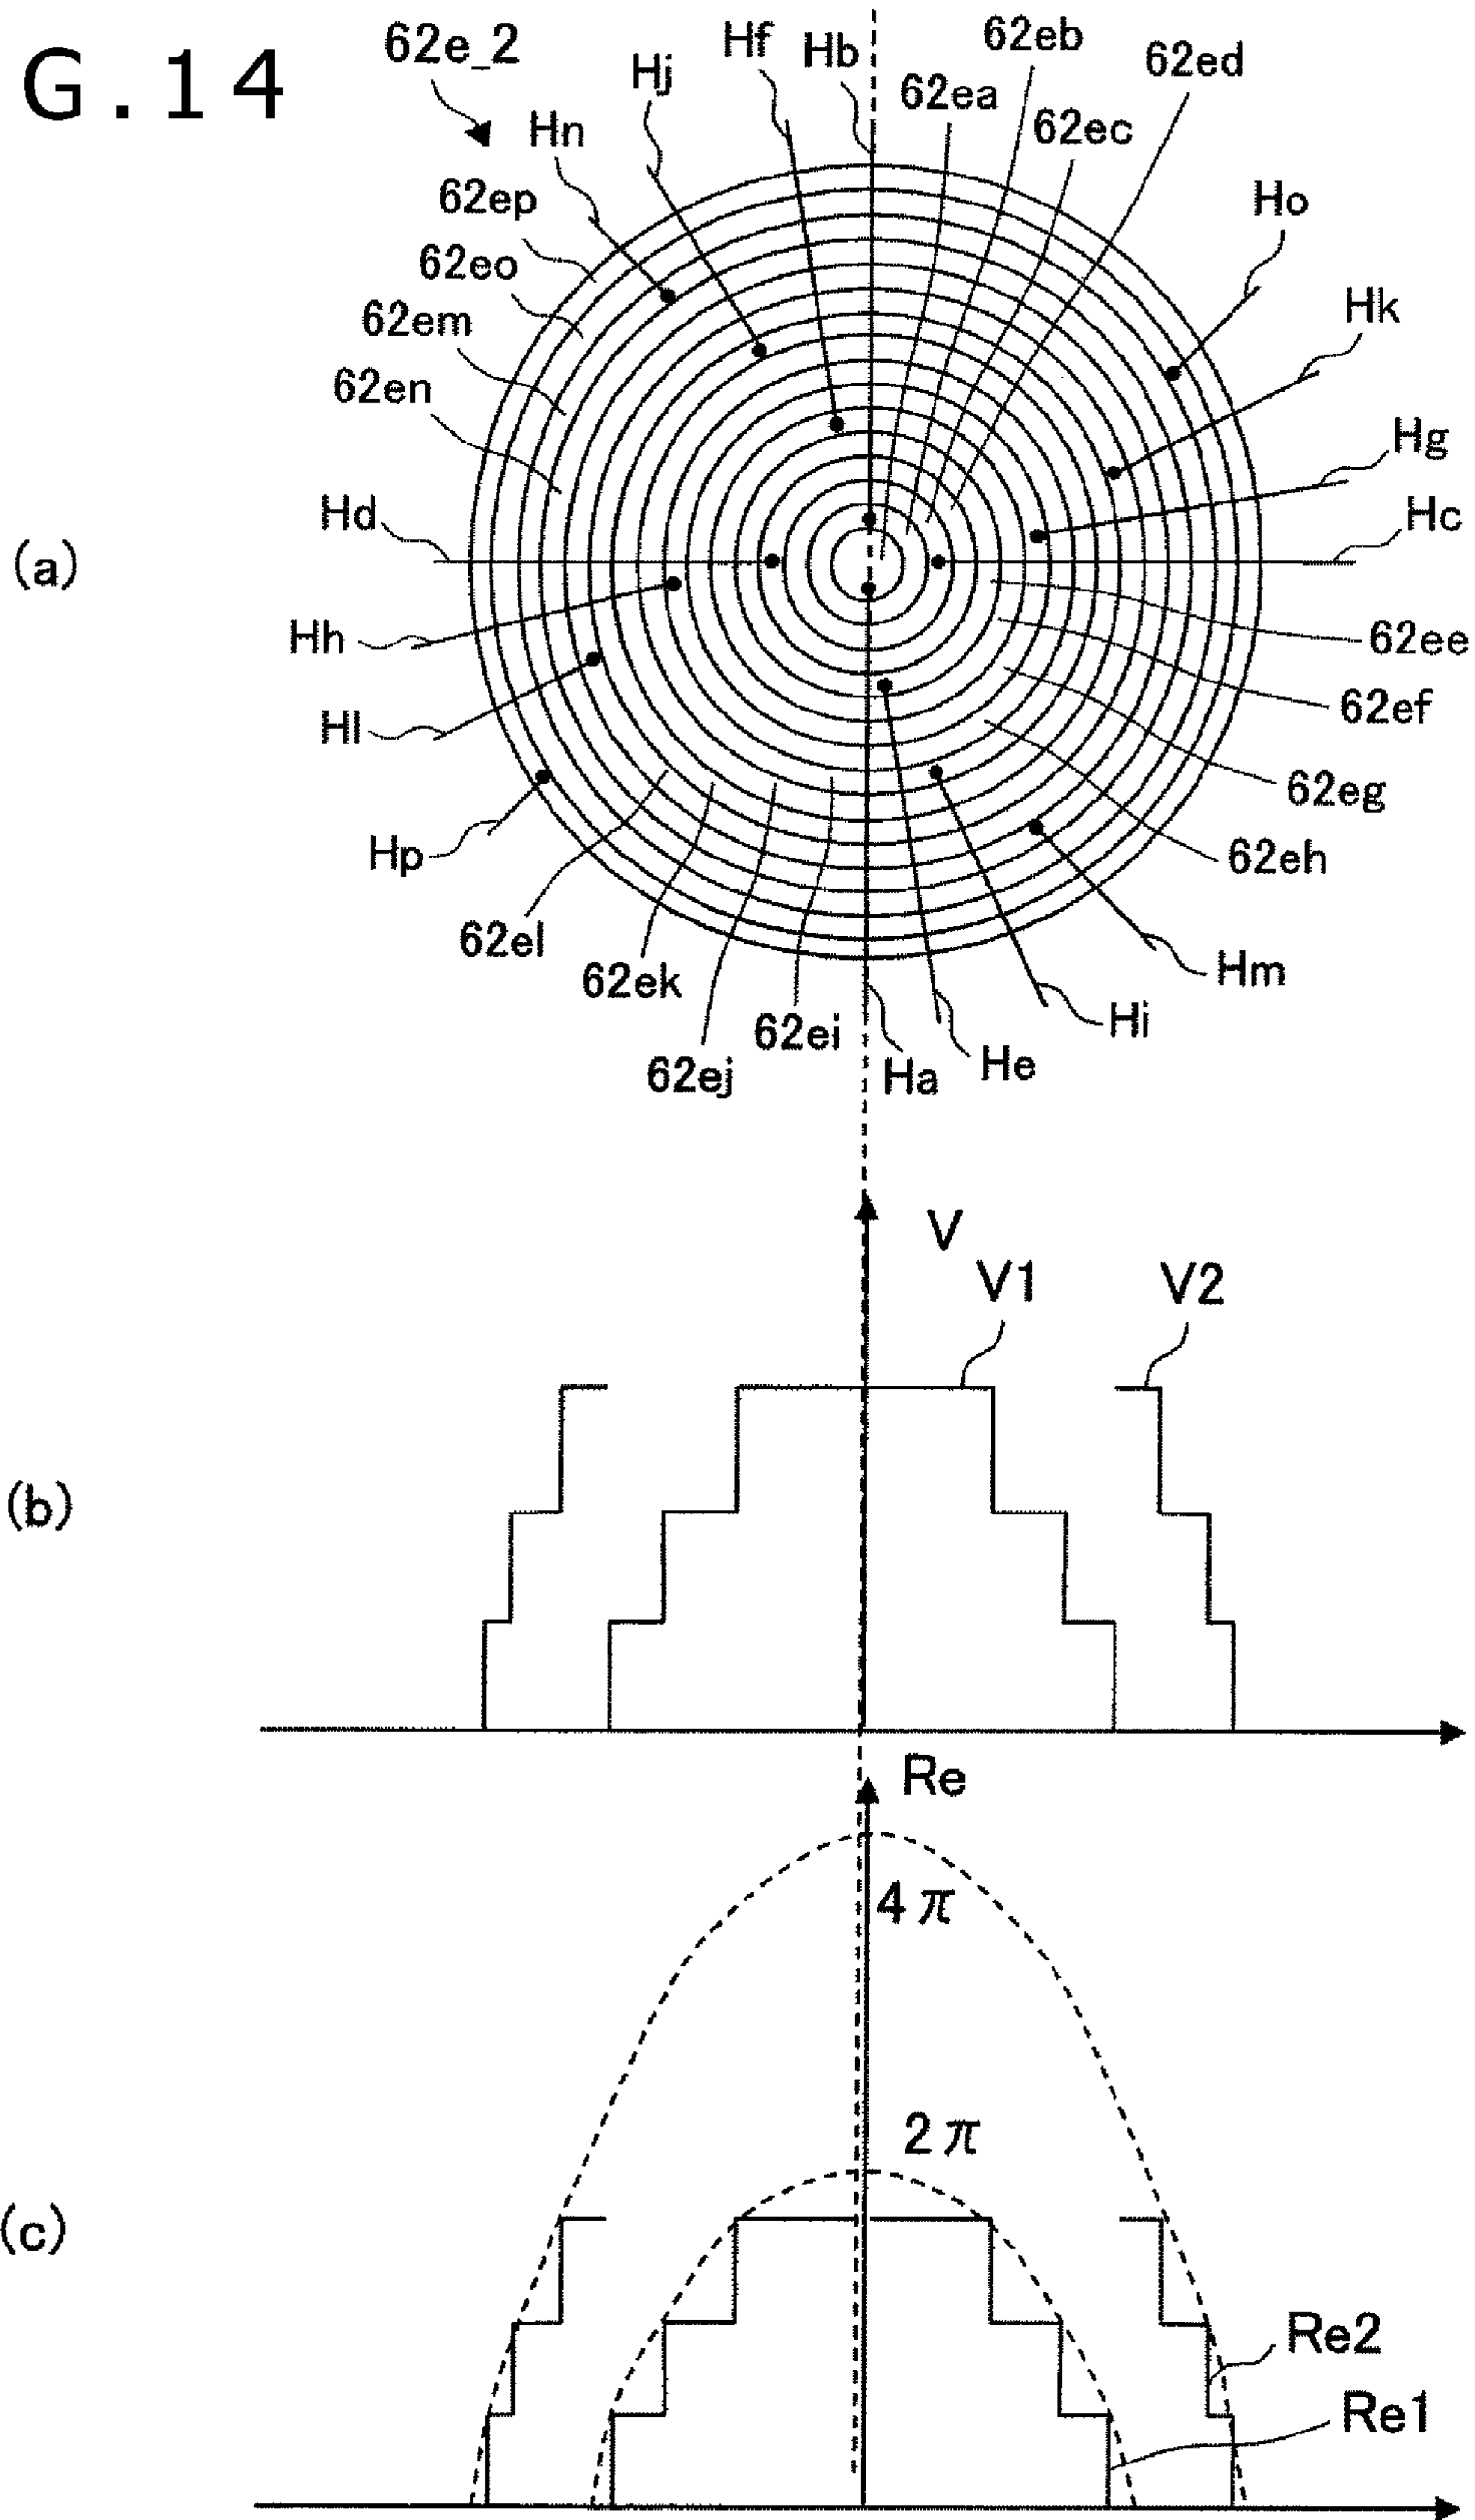 G.14
62e_2
Hf
Hb
62eb
62ed
Hj
62ea
Hn
62ec
62ep
Ho
62eo
Hk
62em
62en
Hg
Hd
Hc
(a)
Hh
62ee
62ef
Hl
62eg
Hp
62eh
62el
62ek
Hm
62ei
Hi
62ej
Ha
He
V
V1
V2
(b)
Re
4π
2π
(c)
Re2
Re1